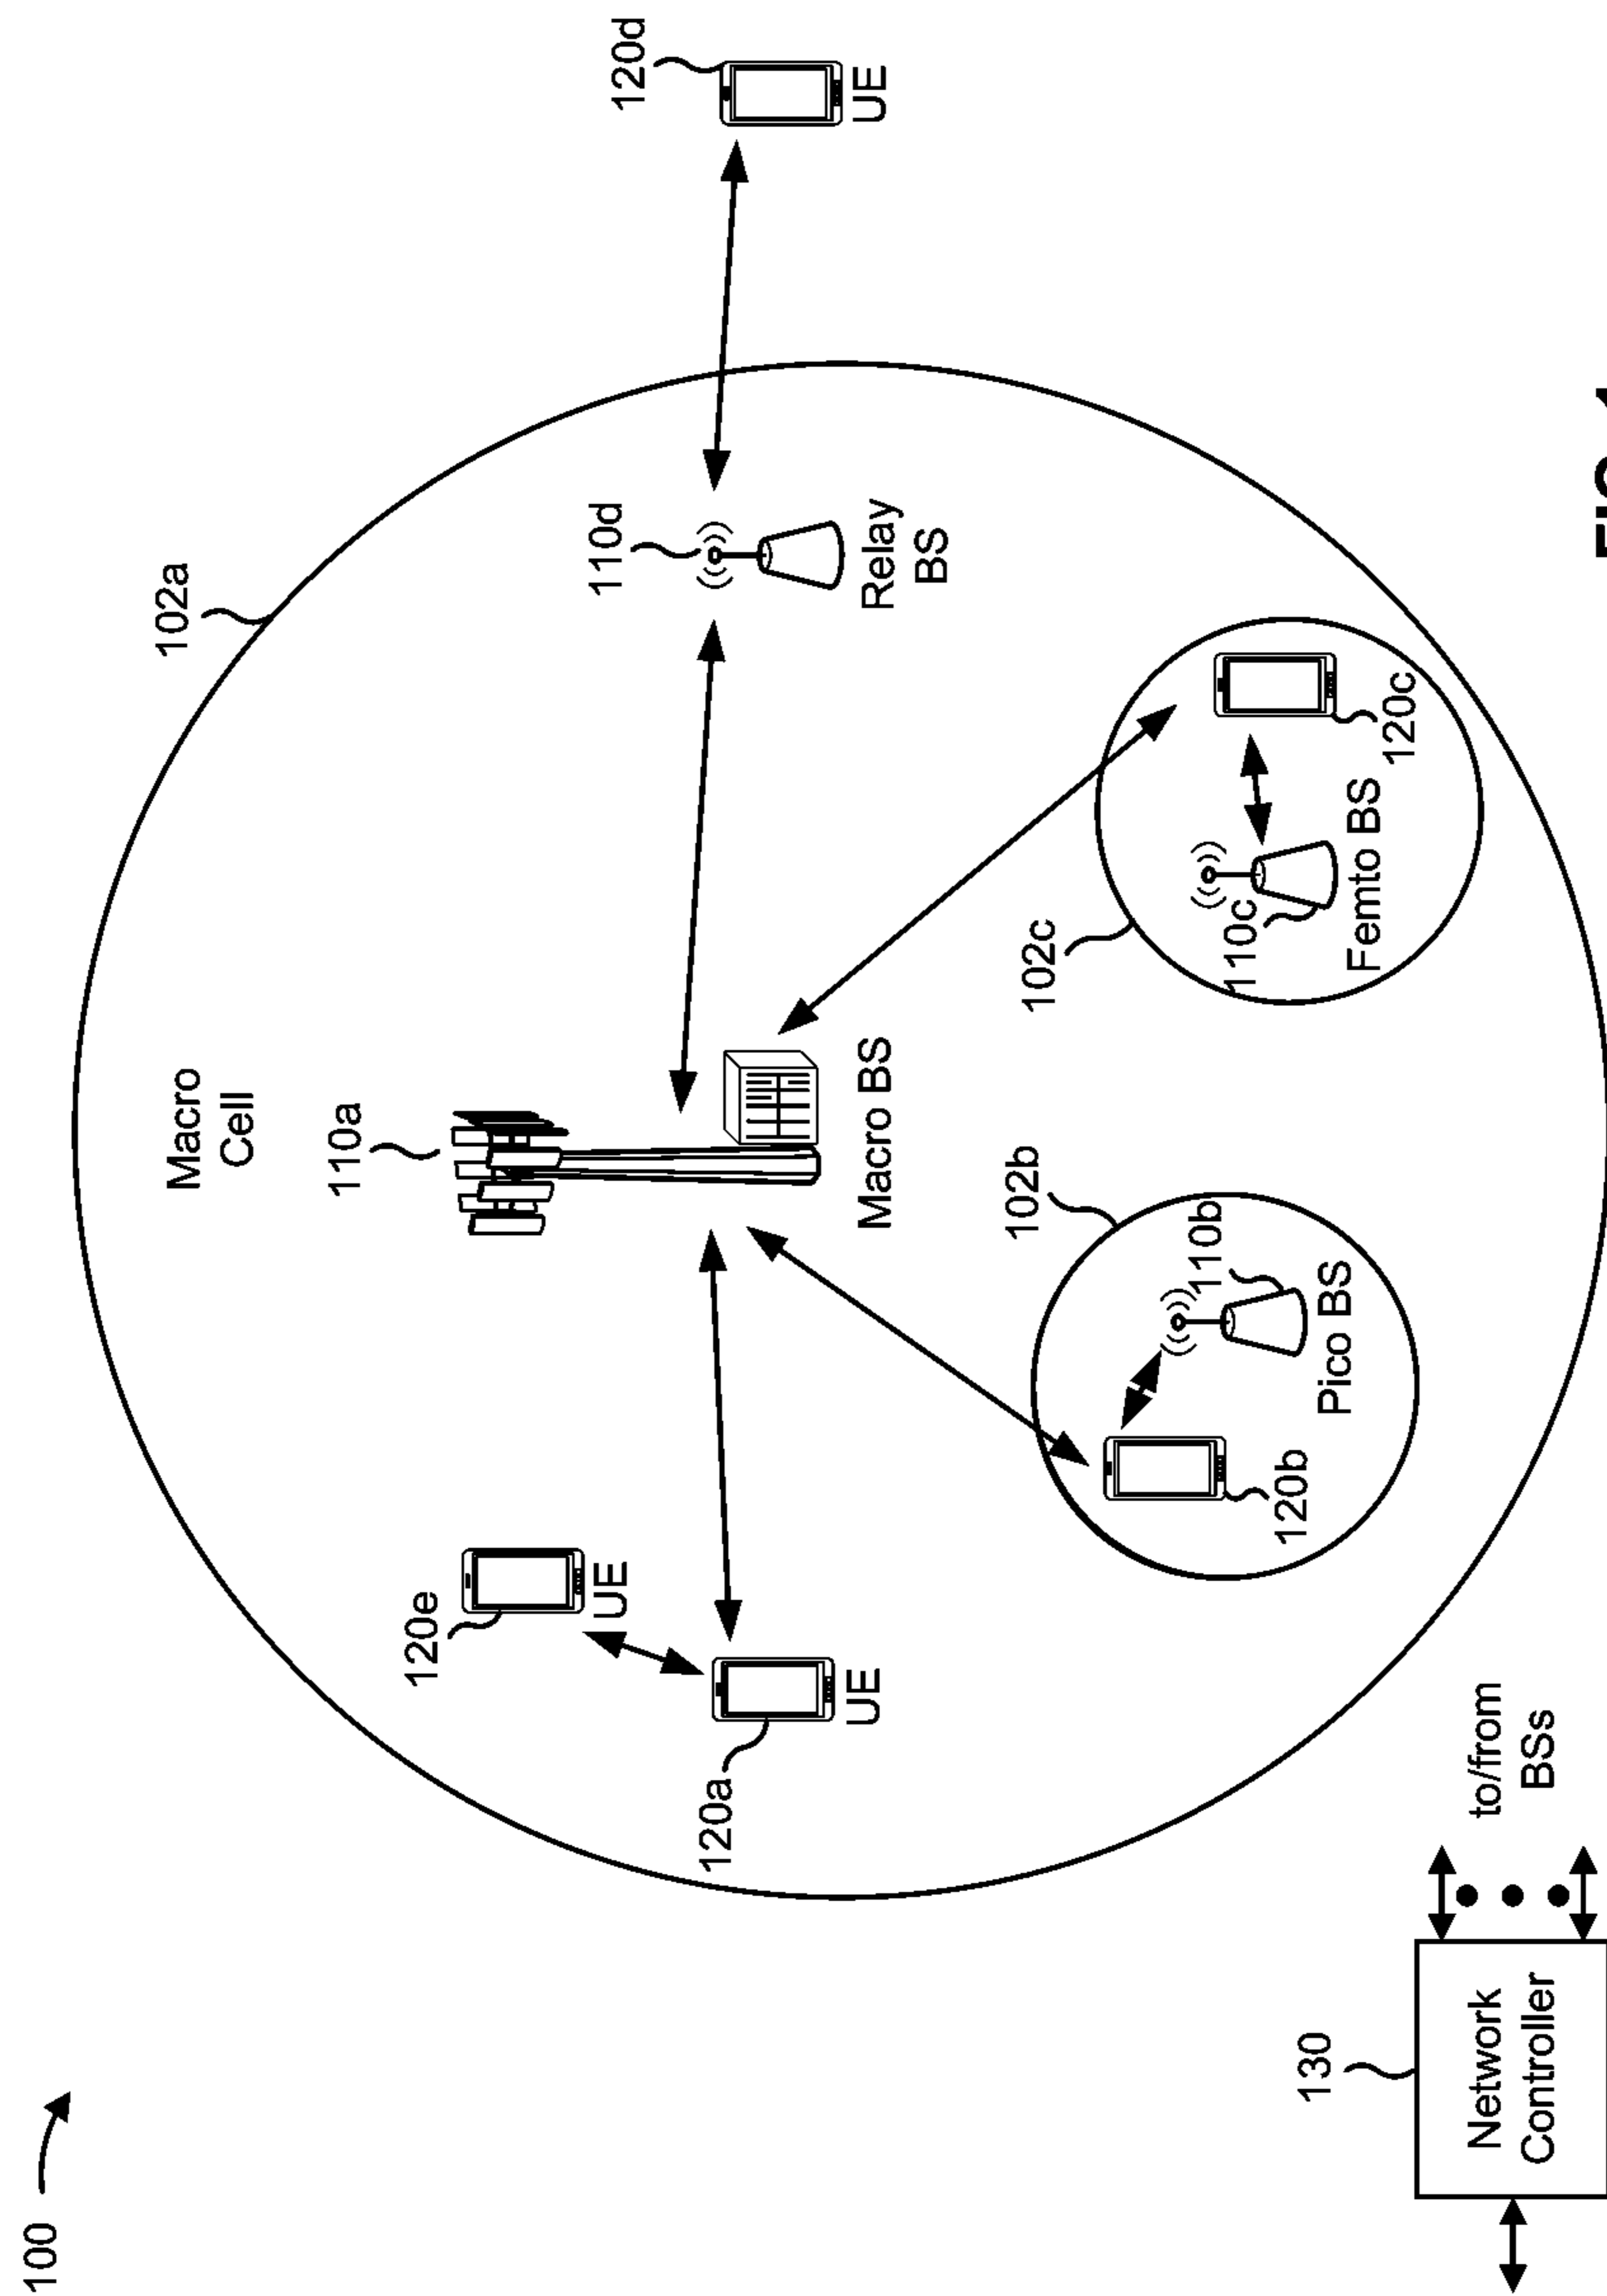 100
Macro
Cell
102a
110a
120e
UE
110d
120d
120a
UE
Macro BS
Relay
BS
UE
102b
102c
110b
110c
120b
Pico BS
Femto BS
120c
130
Network
Controller
to/from
BSs